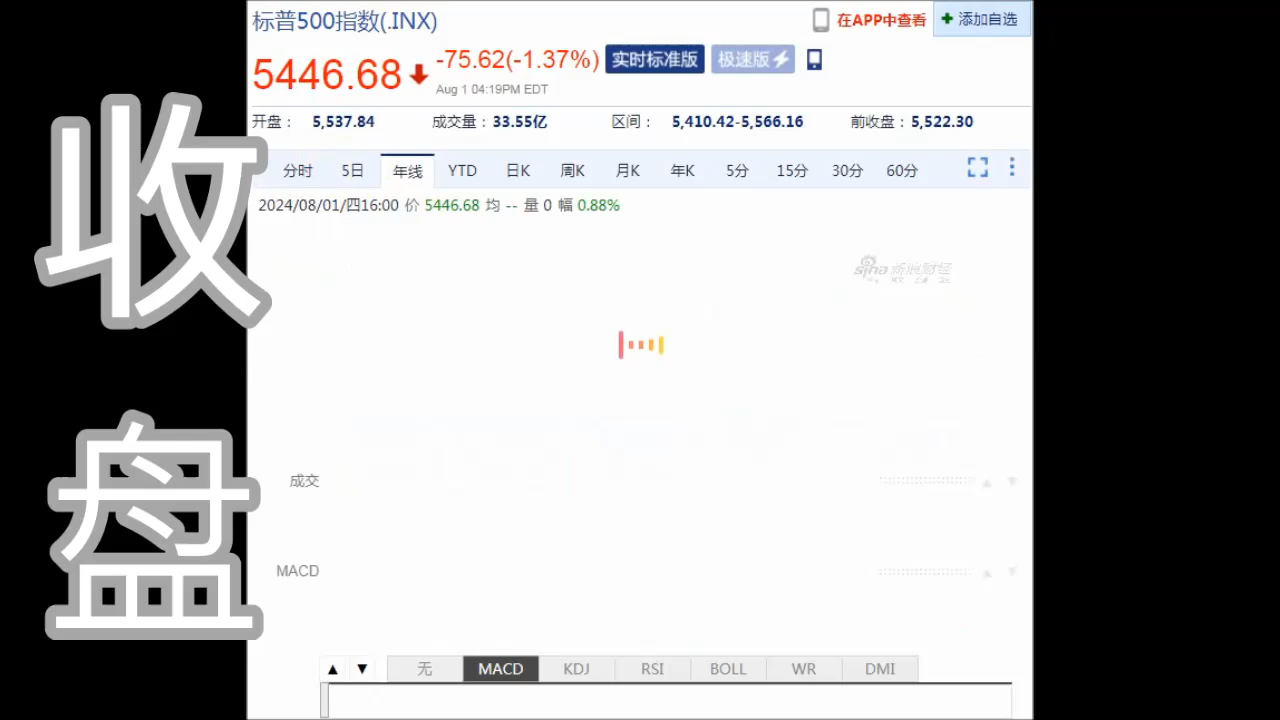 收盘
标普500指数(.INX)
在APP中查看 添加自选
5446.68 -75.62(-1.37%) 实时标准版 极速版
Aug 1 04:19PM EDT
开盘： 5,537.84 成交量：33.55亿 区间： 5,410.42-5,566.16 前收盘：5,522.30
分时 5日 年线 YTD 日K 周K 月K 年K 5分 15分 30分 60分
2024/08/01/四16:00 价 5446.68 均 -- 量 0 幅 0.88%
sina 新浪财经
成交
MACD
▲ ▼ 无 MACD KDJ RSI BOLL WR DMI